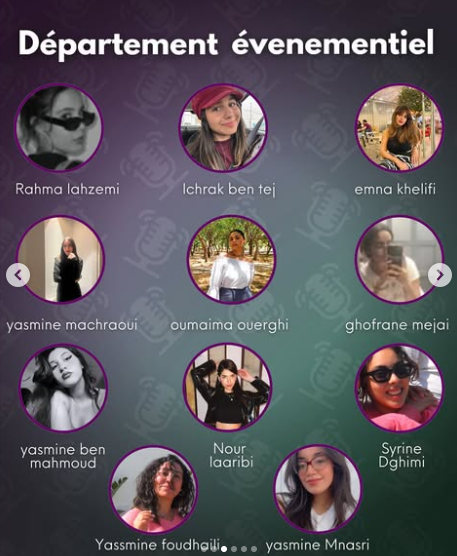 Département évenementiel
Rahma lahzemi
Ichrak ben tej
emna khelifi
yasmine machraoui
oumaima ouerghi
ghofrane mejai
yasmine ben
mahmoud
Nour
laaribi
Syrine
Dghimi
Yassmine foudhaili
yasmine Mnasri